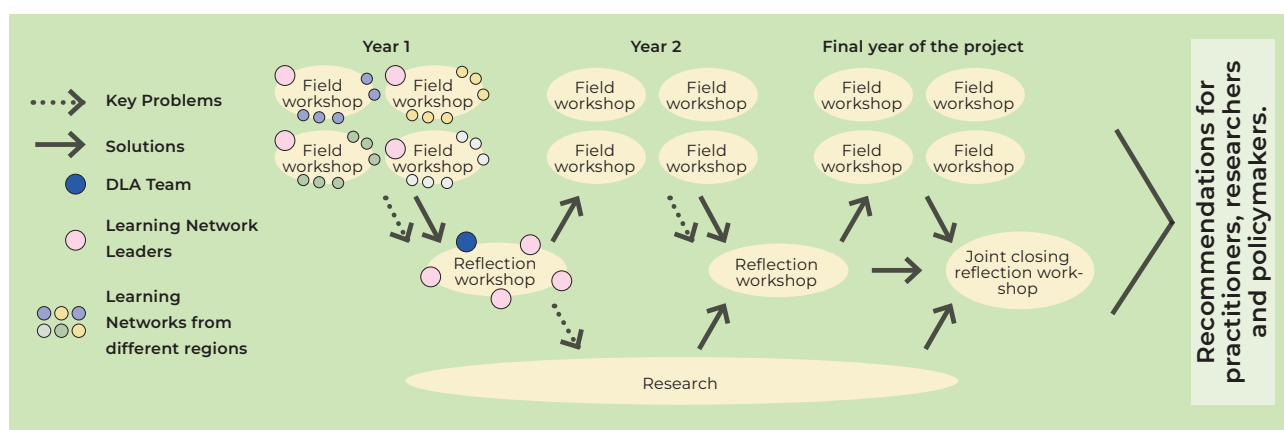 Year 1
Year 2
Final year of the project
Key Problems
Solutions
DLA Team
Learning Network
Leaders
Learning
Networks from
different regions
Field
workshop
Field
workshop
Field
workshop
Field
workshop
Field
workshop
Field
workshop
Field
workshop
Field
workshop
Field
workshop
Field
workshop
Field
workshop
Field
workshop
Reflection
workshop
Reflection
workshop
Joint closing
reflection work-
shop
Research
Recommendations for
practitioners, researchers
and policymakers.